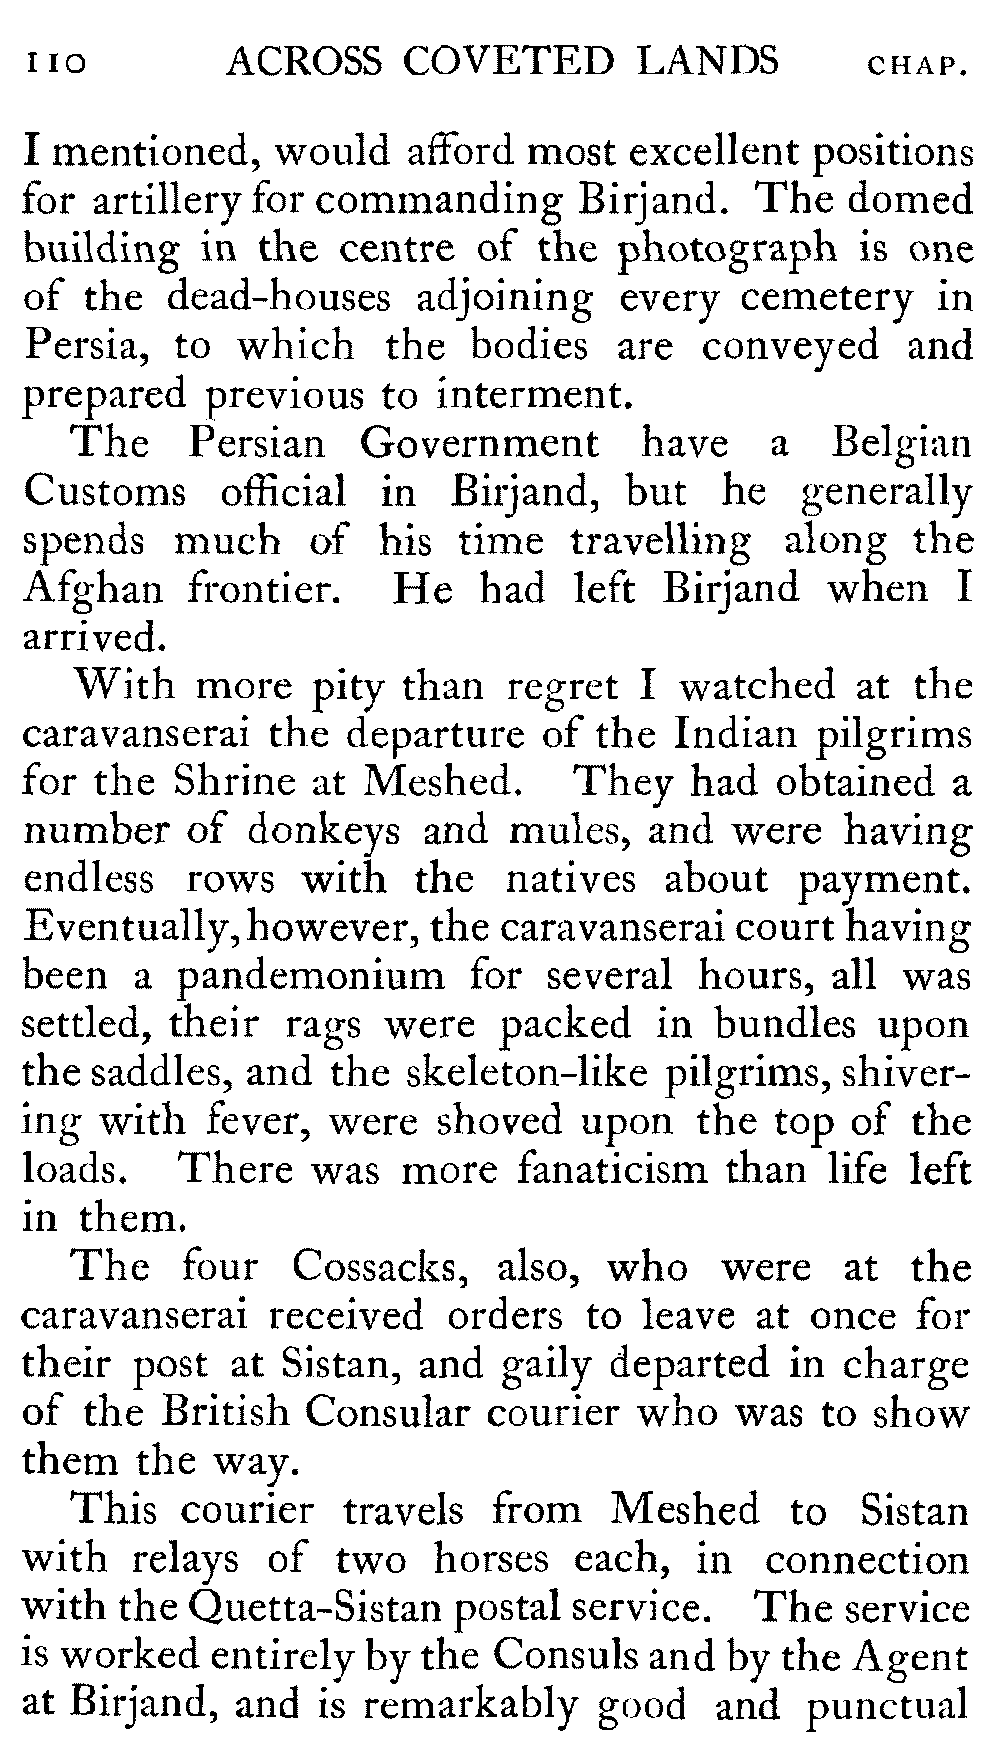 110 ACROSS COVETED LANDS CHAP.
I mentioned, would afford most excellent positions
for artillery for commanding Birjand. The domed
building in the centre of the photograph is one
of the dead-houses adjoining every cemetery in
Persia, to which the bodies are conveyed and
prepared previous to interment.
The Persian Government have a Belgian
Customs official in Birjand, but he generally
spends much of his time travelling along the
Afghan frontier. He had left Birjand when I
arrived.
With more pity than regret I watched at the
caravanserai the departure of the Indian pilgrims
for the Shrine at Meshed. They had obtained a
number of donkeys and mules, and were having
endless rows with the natives about payment.
Eventually, however, the caravanserai court having
been a pandemonium for several hours, all was
settled, their rags were packed in bundles upon
the saddles, and the skeleton-like pilgrims, shiver-
ing with fever, were shoved upon the top of the
loads. There was more fanaticism than life left
in them.
The four Cossacks, also, who were at the
caravanserai received orders to leave at once for
their post at Sistan, and gaily departed in charge
of the British Consular courier who was to show
them the way.
This courier travels from Meshed to Sistan
with relays of two horses each, in connection
with the Quetta-Sistan postal service. The service
is worked entirely by the Consuls and by the Agent
at Birjand, and is remarkably good and punctual